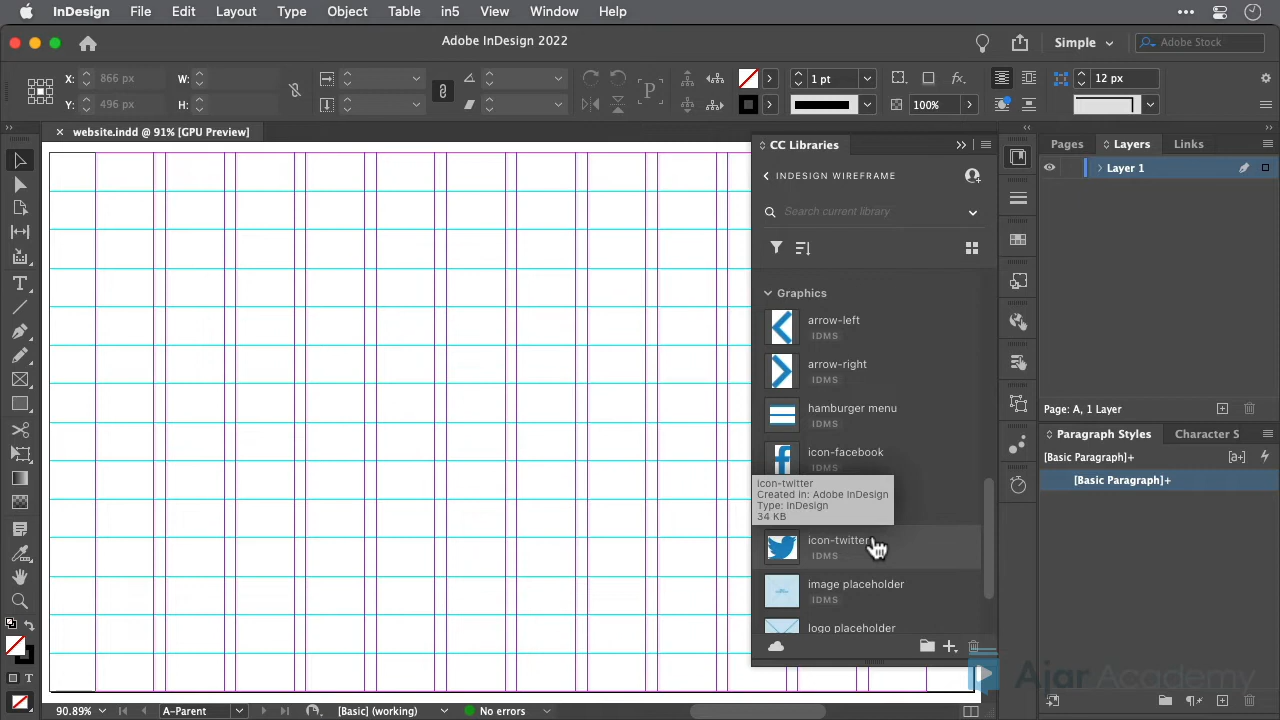 InDesign File Edit Layout Type Object Table in5 View Window Help
Adobe InDesign 2022
Simple
Adobe Stock
X: 866 px W: 1 pt fx. 12 px
Y: 496 px H: P 100%
website.indd @ 91% [GPU Preview]
CC Libraries
INDESIGN WIREFRAME
Search current library
Graphics
arrow-left
IDMS
arrow-right
IDMS
hamburger menu
IDMS
icon-facebook
IDMS
icon-twitter
Created in: Adobe InDesign
Type: InDesign
34 KB
icon-twitter
IDMS
image placeholder
IDMS
logo placeholder
Pages Layers Links
Layer 1
Page: A, 1 Layer
Paragraph Styles Character S
[Basic Paragraph]+ [a+]
[Basic Paragraph]+
Ajar Academy
T
T
90.89% A-Parent [Basic] (working) No errors